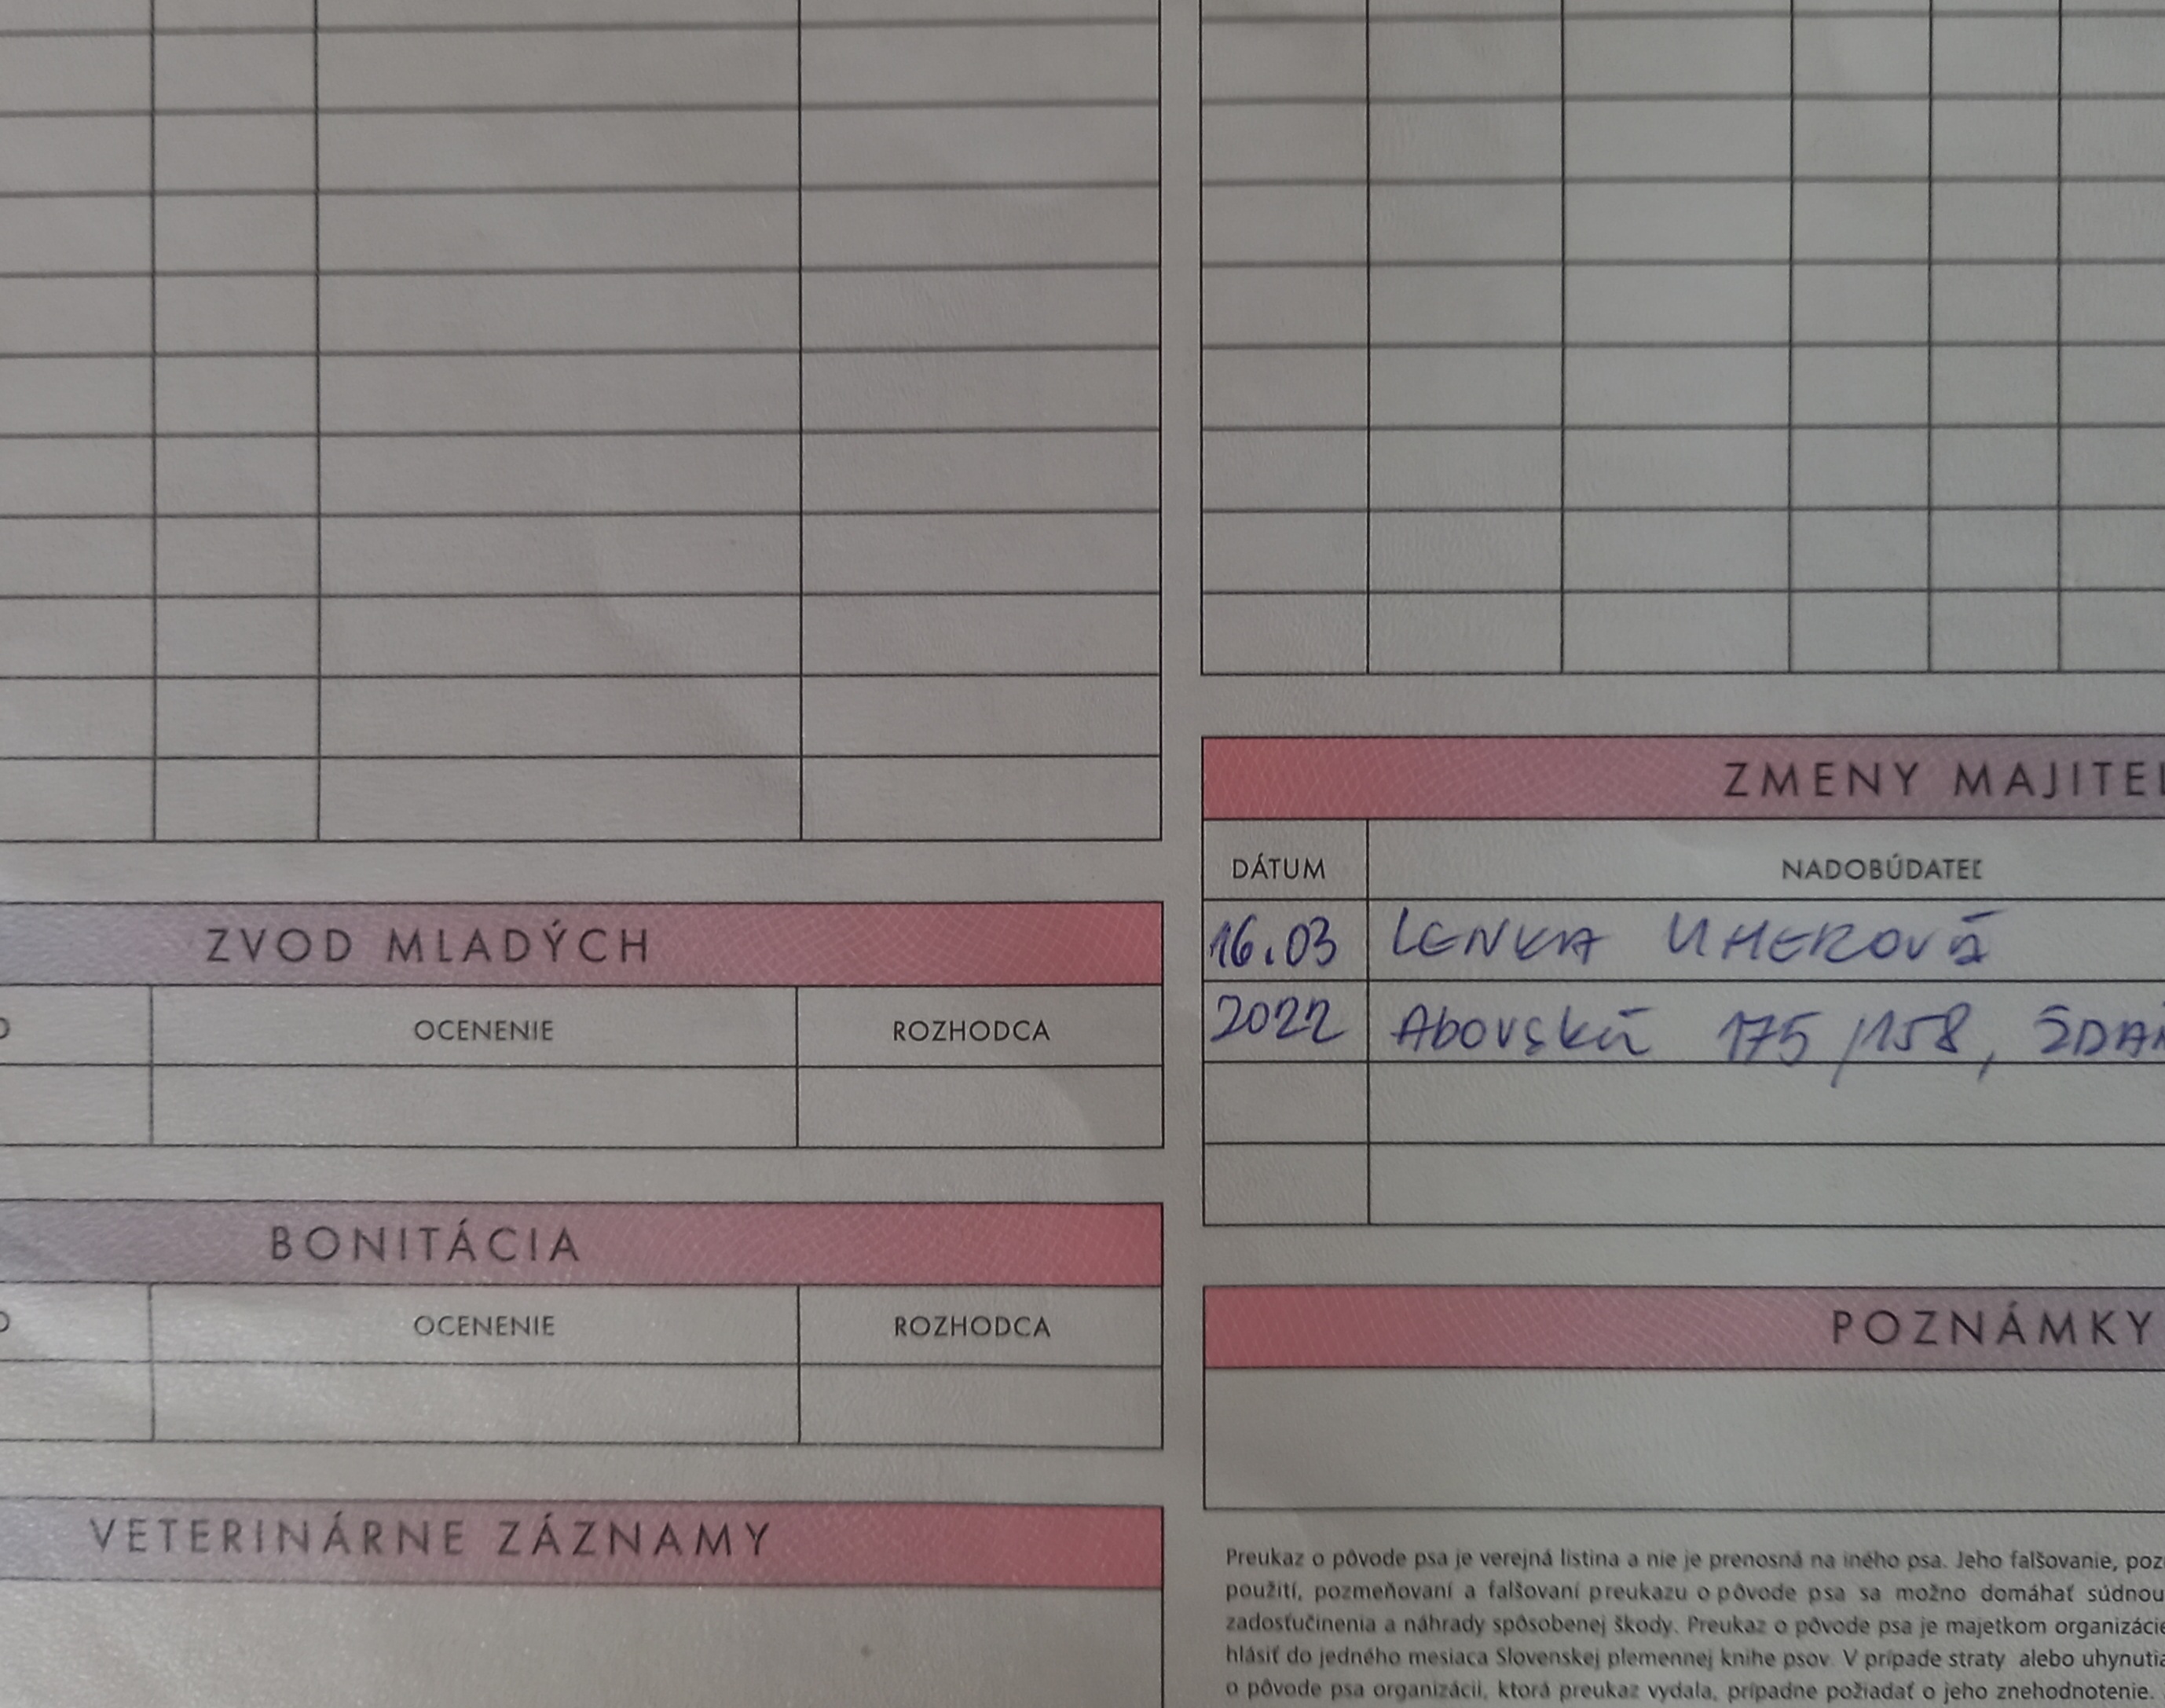 ZVOD MLADÝCH
OCENENIE ROZHODCA
BONITÁCIA
OCENENIE ROZHODCA
VETERINÁRNE ZÁZNAMY
ZMENY MAJITEĽ
DÁTUM NADOBÚDATEĽ
16.03 LENKA UHEROVÁ
2022 Abovská 175/158, ŽDAŇ
POZNÁMKY
Preukaz o pôvode psa je verejná listina a nie je prenosná na iného psa. Jeho falšovanie, poz
použití, pozmeňovaní a falšovaní preukazu o pôvode psa sa možno domáhať súdnou
zadosťučinenia a náhrady spôsobenej škody. Preukaz o pôvode psa je majetkom organizácie
hlásiť do jedného mesiaca Slovenskej plemennej knihe psov. V prípade straty alebo uhynutia
o pôvode psa organizácii, ktorá preukaz vydala, prípadne požiadať o jeho znehodnotenie.